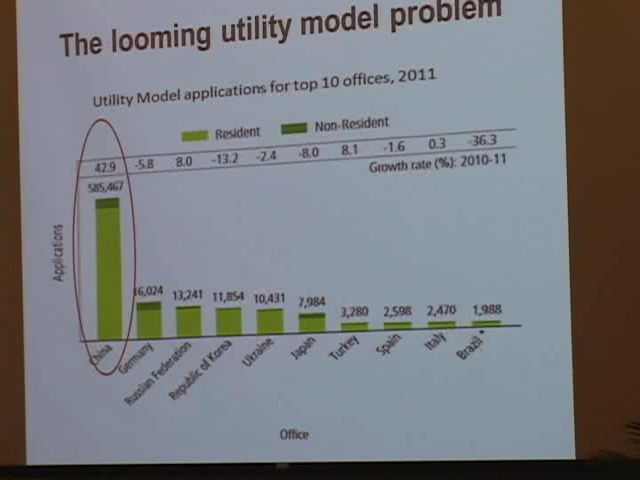 The looming utility model problem
Utility Model applications for top 10 offices, 2011
Resident Non-Resident
42.9 -5.8 8.0 -13.2 -2.4 -8.0 8.1 -1.6 0.3 -36.3
Growth rate (%): 2010-11
585,467
16,024 13,241 11,854 10,431 7,984 3,280 2,598 2,470 1,988
Applications
China Germany Russian Federation Republic of Korea Ukraine Japan Turkey Spain Italy Brazil*
Office